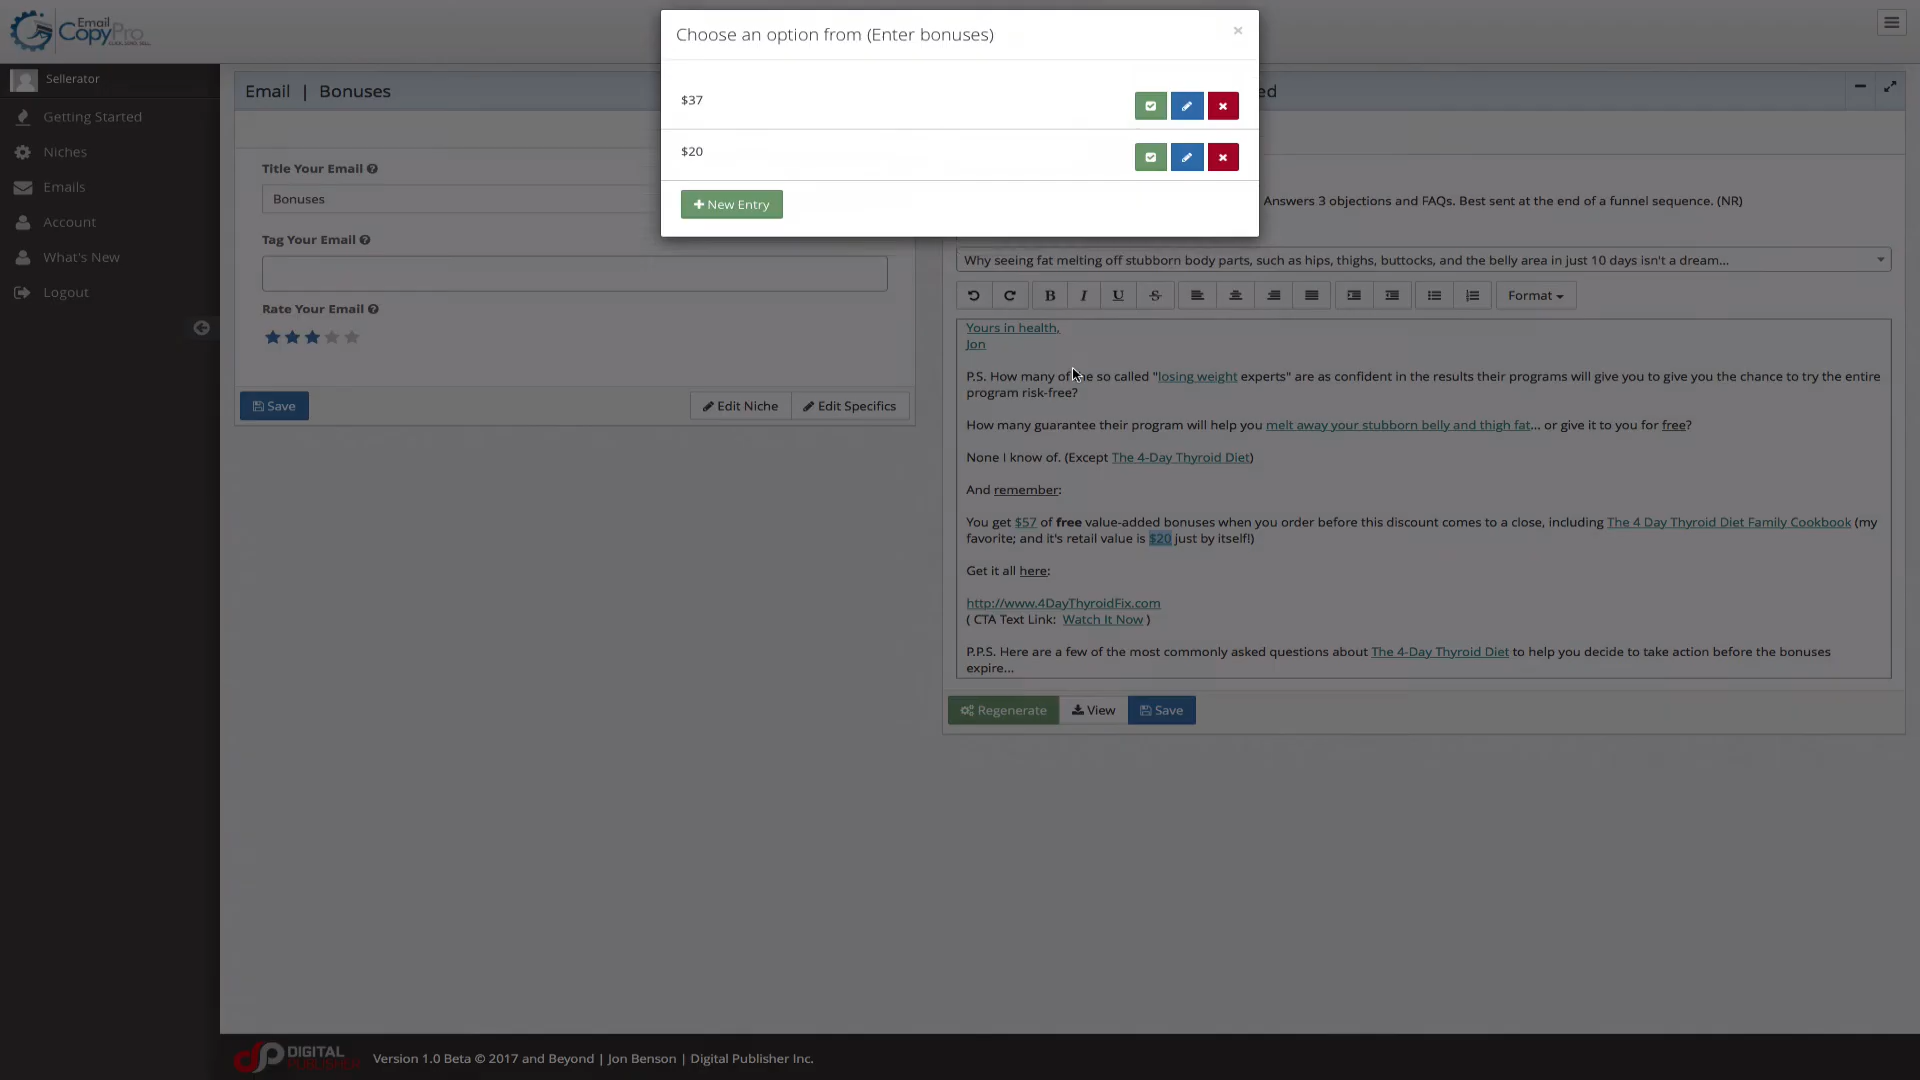 Email
CopyPro
Sellerator
Getting Started
Niches
Emails
Account
What's New
Logout
Email | Bonuses
Title Your Email
Bonuses
Tag Your Email
Rate Your Email
Save
Edit Niche
Edit Specifics
Choose an option from (Enter bonuses)
×
$37
$20
New Entry
ed
Answers 3 objections and FAQs. Best sent at the end of a funnel sequence. (NR)
Why seeing fat melting off stubborn body parts, such as hips, thighs, buttocks, and the belly area in just 10 days isn't a dream...
B I U S
Format
Yours in health,
Jon
P.S. How many of so called "losing weight experts" are as confident in the results their programs will give you to give you the chance to try the entire
program risk-free?
How many guarantee their program will help you melt away your stubborn belly and thigh fat... or give it to you for free?
None I know of. (Except The 4-Day Thyroid Diet)
And remember:
You get $57 of free value-added bonuses when you order before this discount comes to a close, including The 4 Day Thyroid Diet Family Cookbook (my
favorite; and it's retail value is $20 just by itself!)
Get it all here:
http://www.4DayThyroidFix.com
( CTA Text Link: Watch It Now )
P.P.S. Here are a few of the most commonly asked questions about The 4-Day Thyroid Diet to help you decide to take action before the bonuses
expire...
Regenerate
View
Save
DIGITAL
PUBLISHER
Version 1.0 Beta © 2017 and Beyond | Jon Benson | Digital Publisher Inc.